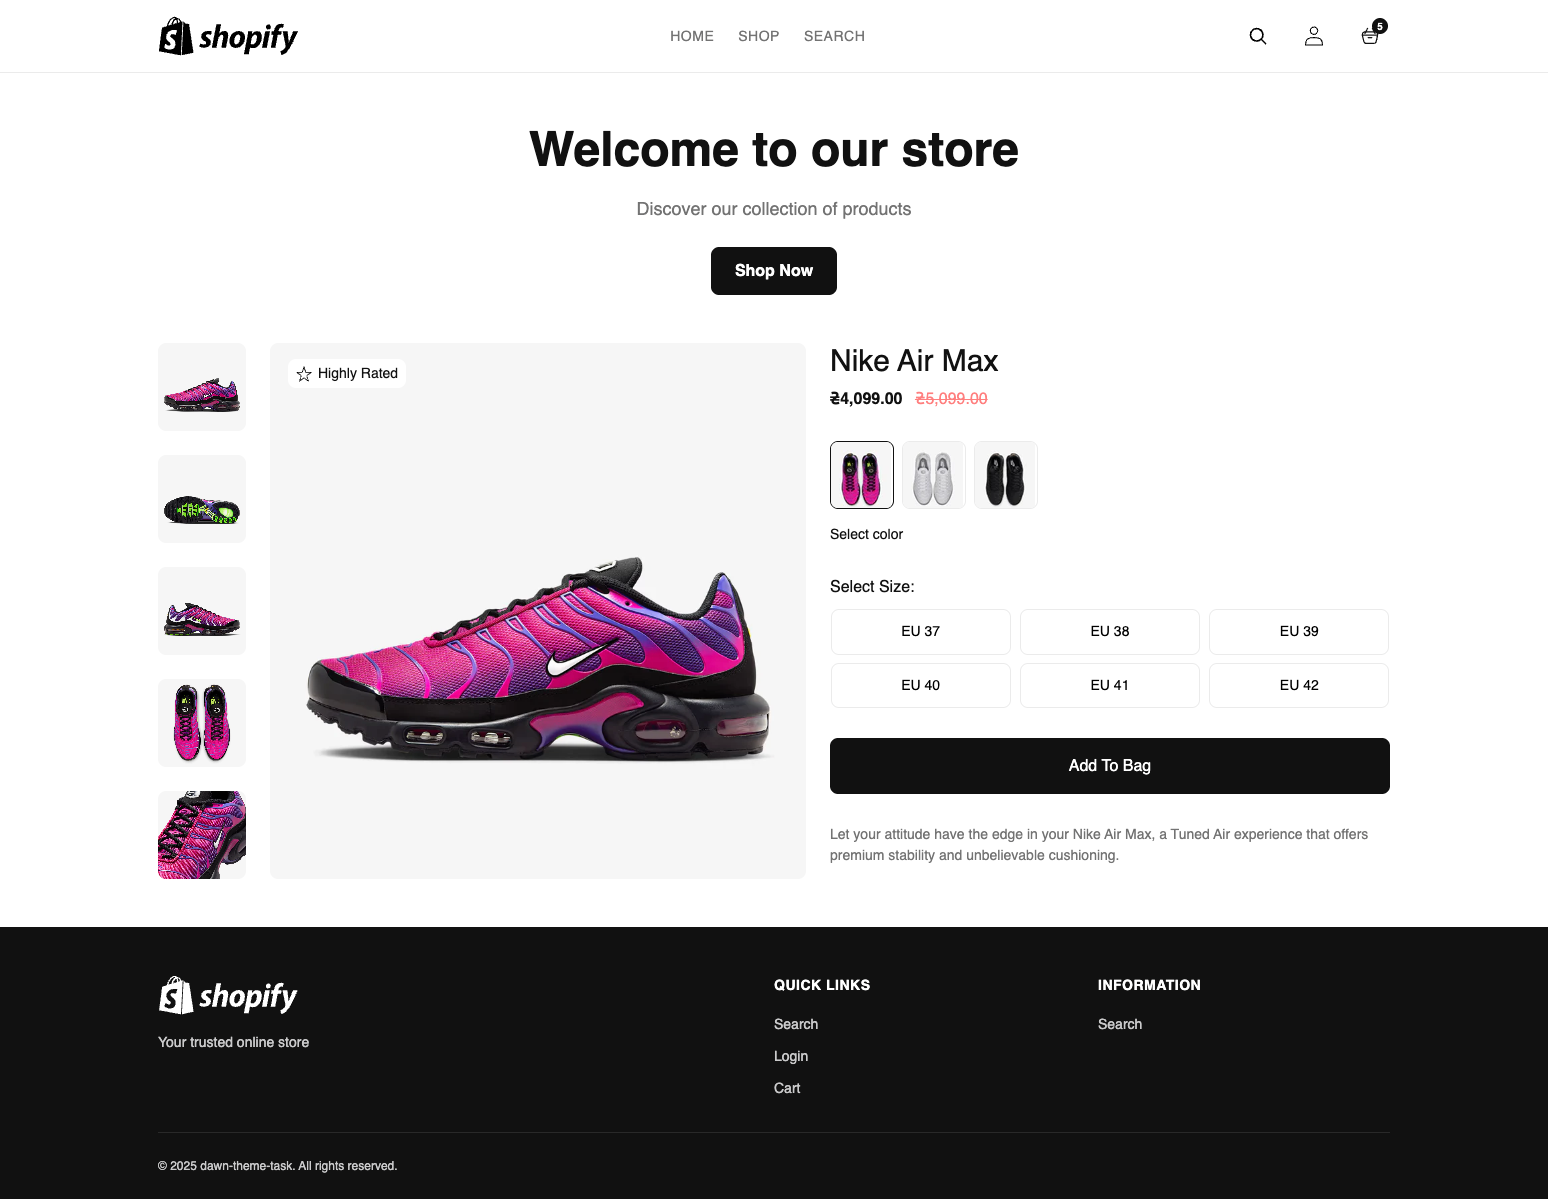 shopify
HOME SHOP SEARCH
5
Welcome to our store
Discover our collection of products
Shop Now
Highly Rated
Nike Air Max
₴4,099.00 ₴5,099.00
Select color
Select Size:
EU 37 EU 38 EU 39
EU 40 EU 41 EU 42
Add To Bag
Let your attitude have the edge in your Nike Air Max, a Tuned Air experience that offers
premium stability and unbelievable cushioning.
shopify
Your trusted online store
QUICK LINKS
Search
Login
Cart
INFORMATION
Search
© 2025 dawn-theme-task. All rights reserved.